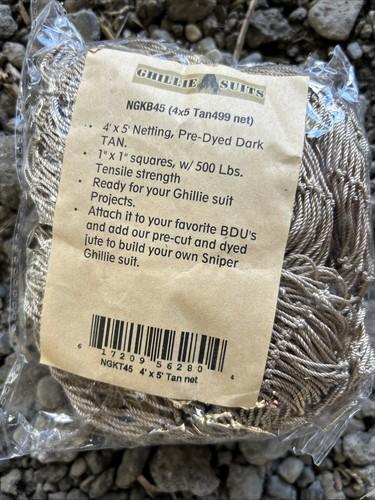 GHILLIE SUITS
NGKB45 (4x5 Tan499 net)
• 4' x 5' Netting, Pre-Dyed Dark
TAN.
• 1" x 1" squares, w/ 500 Lbs.
Tensile strength
• Ready for your Ghillie suit
Projects.
• Attach it to your favorite BDU's
and add our pre-cut and dyed
jute to build your own Sniper
Ghillie suit.
6 17209 56280 4
NGKT45 4' x 5' Tan net